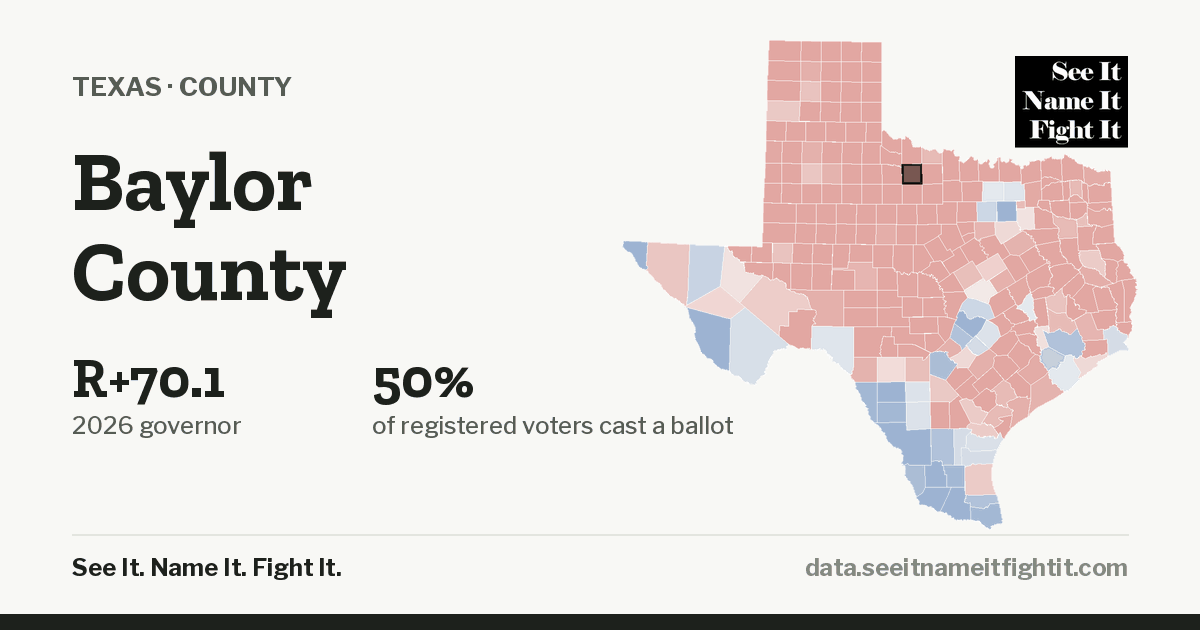 TEXAS · COUNTY
Baylor
County
R+70.1
2026 governor
50%
of registered voters cast a ballot
See It
Name It
Fight It
See It. Name It. Fight It.
data.seeitnameitfightit.com